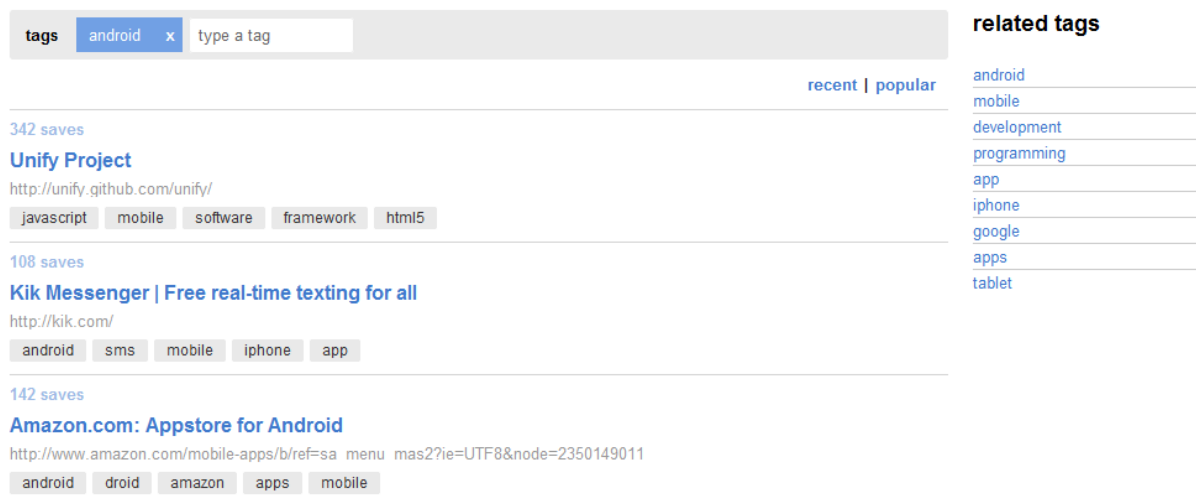 tags android x type a tag
recent | popular
342 saves
Unify Project
http://unify.github.com/unify/
javascript mobile software framework html5
108 saves
Kik Messenger | Free real-time texting for all
http://kik.com/
android sms mobile iphone app
142 saves
Amazon.com: Appstore for Android
http://www.amazon.com/mobile-apps/b/ref=sa_menu_mas2?ie=UTF8&node=2350149011
android droid amazon apps mobile
related tags
android
mobile
development
programming
app
iphone
google
apps
tablet